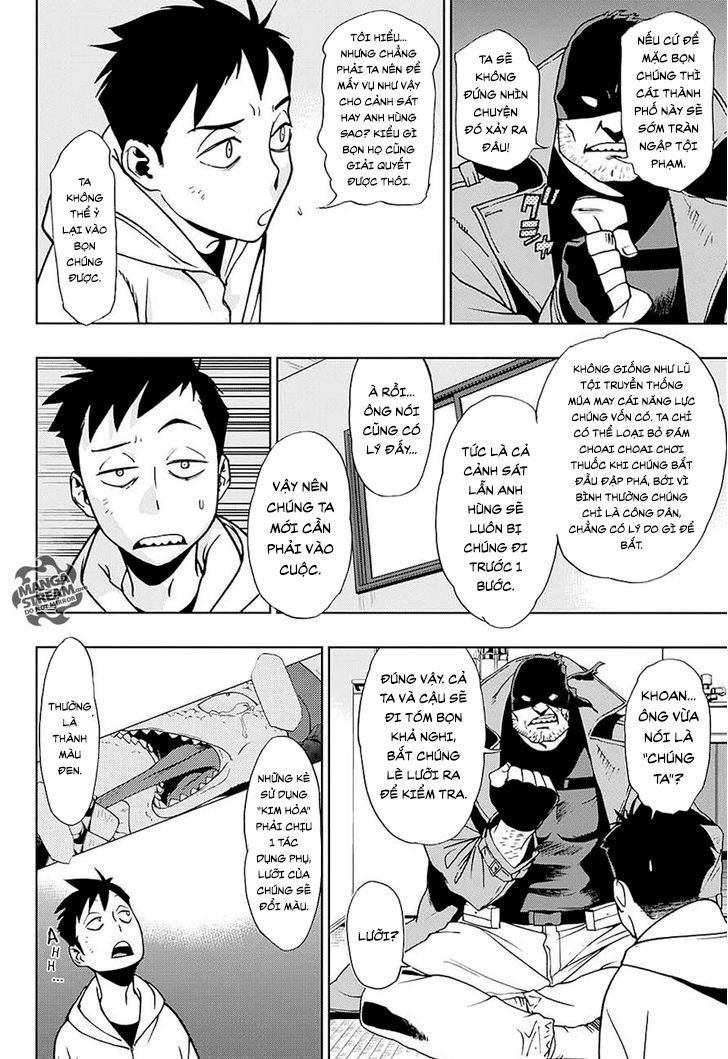 NẾU CỨ ĐỂ
MẶC BỌN
CHÚNG THÌ
CÁI THÀNH
PHỐ NÀY SẼ
SỚM TRÀN
NGẬP TỘI
PHẠM.
TA SẼ
KHÔNG
ĐỨNG NHÌN
CHUYỆN
ĐÓ XẢY RA
ĐÂU!
TÔI HIỂU...
NHƯNG CHẲNG
PHẢI TA NÊN ĐỂ
MẤY VỤ NHƯ VẬY
CHO CẢNH SÁT
HAY ANH HÙNG
SAO? KIỂU GÌ
BỌN HỌ CŨNG
GIẢI QUYẾT
ĐƯỢC THÔI.
TA
KHÔNG
THỂ Ỷ
LẠI VÀO
BỌN
CHÚNG
ĐƯỢC.
KHÔNG GIỐNG NHƯ LŨ
TỘI TRUYỀN THỐNG
MÚA MAY CÁI NĂNG LỰC
CHÚNG VỐN CÓ. TA CHỈ
CÓ THỂ LOẠI BỎ ĐÁM
CHOAI CHOAI CHƠI
THUỐC KHI CHÚNG BẮT
ĐẦU ĐẬP PHÁ, BỞI VÌ
BÌNH THƯỜNG CHÚNG
CHỈ LÀ CÔNG DÂN,
CHẲNG CÓ LÝ DO GÌ ĐỂ
BẮT.
TỨC LÀ CẢ
CẢNH SÁT
LẪN ANH
HÙNG SẼ
LUÔN BỊ
CHÚNG ĐI
TRƯỚC 1
BƯỚC.
À RỒI...
ÔNG NÓI
CŨNG CÓ
LÝ ĐẤY...
VẬY NÊN
CHÚNG TA
MỚI CẦN
PHẢI VÀO
CUỘC.
MANGA
STREAM.com
DO NOT MIRROR!
KHOAN...
ÔNG VỪA
NÓI LÀ
"CHÚNG
TA"?
ĐÚNG VẬY. CẢ
TA VÀ CẬU SẼ
ĐI TÓM BỌN
KHẢ NGHI,
BẮT CHÚNG
LÈ LƯỠI RA
ĐỂ KIỂM TRA.
LƯỠI?
NHỮNG KẺ
SỬ DỤNG
"KIM HỎA"
PHẢI CHỊU
1 TÁC
DỤNG PHỤ,
LƯỠI CỦA
CHÚNG SẼ
ĐỔI MÀU.
THƯỜNG
LÀ
THÀNH
MÀU
ĐEN.
AHH...